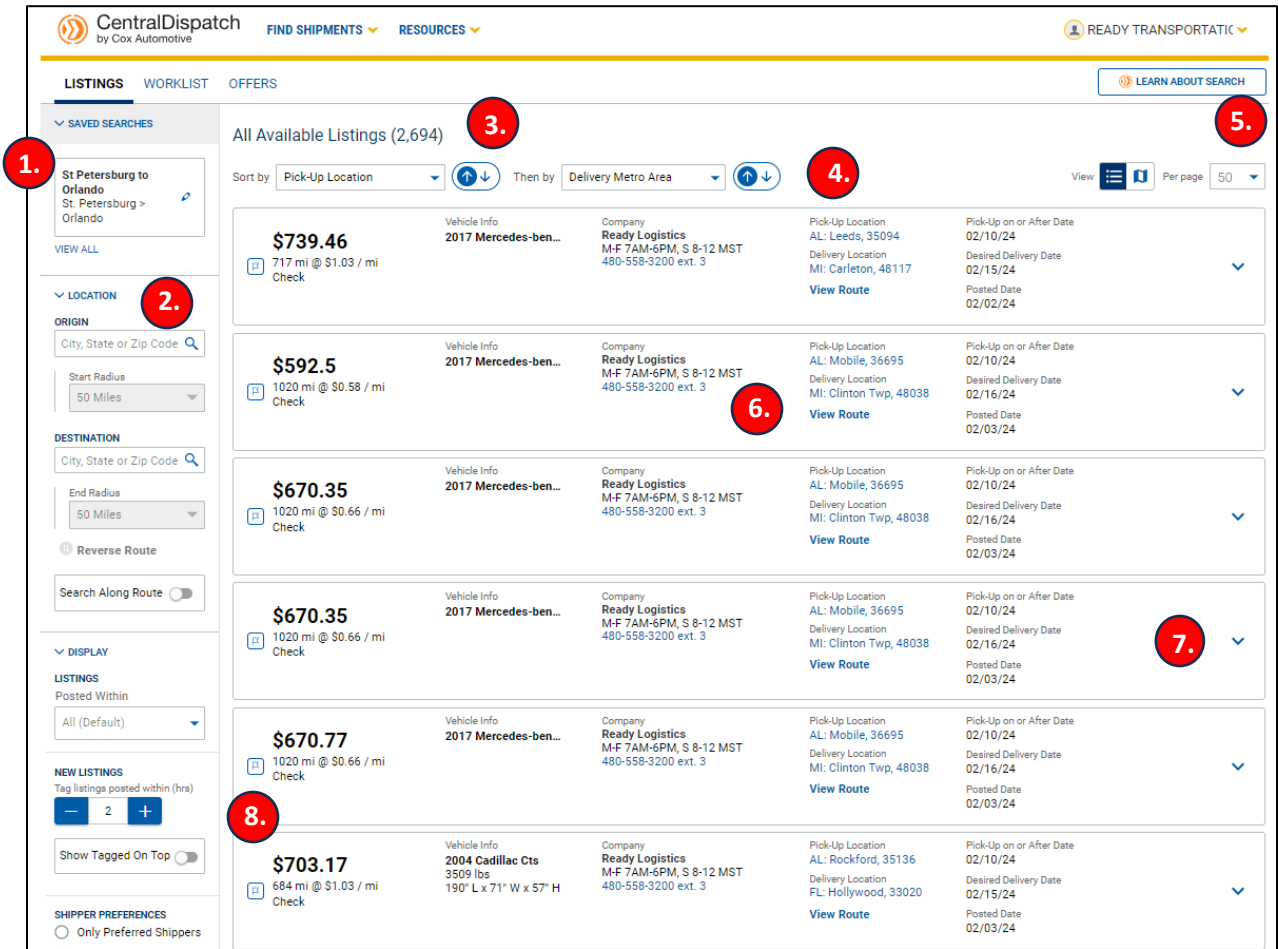 CentralDispatch
by Cox Automotive
FIND SHIPMENTS
RESOURCES
READY TRANSPORTATIC
LISTINGS WORKLIST OFFERS
LEARN ABOUT SEARCH
SAVED SEARCHES
1.
St Petersburg to
Orlando
St. Petersburg >
Orlando
VIEW ALL
LOCATION
2.
ORIGIN
City, State or Zip Code
Start Radius
50 Miles
DESTINATION
City, State or Zip Code
End Radius
50 Miles
Reverse Route
Search Along Route
DISPLAY
LISTINGS
Posted Within
All (Default)
NEW LISTINGS
Tag listings posted within (hrs)
2
Show Tagged On Top
SHIPPER PREFERENCES
Only Preferred Shippers
All Available Listings (2,694)
3.
5.
Sort by Pick-Up Location
Then by Delivery Metro Area
4.
View
Per page 50
$739.46
717 mi @ $1.03 / mi
Check
Vehicle Info
2017 Mercedes-ben...
Company
Ready Logistics
M-F 7AM-6PM, S 8-12 MST
480-558-3200 ext. 3
Pick-Up Location
AL: Leeds, 35094
Delivery Location
MI: Carleton, 48117
View Route
Pick-Up on or After Date
02/10/24
Desired Delivery Date
02/15/24
Posted Date
02/02/24
$592.5
1020 mi @ $0.58 / mi
Check
Vehicle Info
2017 Mercedes-ben...
Company
Ready Logistics
M-F 7AM-6PM, S 8-12 MST
480-558-3200 ext. 3
6.
Pick-Up Location
AL: Mobile, 36695
Delivery Location
MI: Clinton Twp, 48038
View Route
Pick-Up on or After Date
02/10/24
Desired Delivery Date
02/16/24
Posted Date
02/03/24
$670.35
1020 mi @ $0.66 / mi
Check
Vehicle Info
2017 Mercedes-ben...
Company
Ready Logistics
M-F 7AM-6PM, S 8-12 MST
480-558-3200 ext. 3
Pick-Up Location
AL: Mobile, 36695
Delivery Location
MI: Clinton Twp, 48038
View Route
Pick-Up on or After Date
02/10/24
Desired Delivery Date
02/16/24
Posted Date
02/03/24
$670.35
1020 mi @ $0.66 / mi
Check
Vehicle Info
2017 Mercedes-ben...
Company
Ready Logistics
M-F 7AM-6PM, S 8-12 MST
480-558-3200 ext. 3
Pick-Up Location
AL: Mobile, 36695
Delivery Location
MI: Clinton Twp, 48038
View Route
Pick-Up on or After Date
02/10/24
Desired Delivery Date
02/16/24
Posted Date
02/03/24
7.
$670.77
1020 mi @ $0.66 / mi
Check
Vehicle Info
2017 Mercedes-ben...
Company
Ready Logistics
M-F 7AM-6PM, S 8-12 MST
480-558-3200 ext. 3
Pick-Up Location
AL: Mobile, 36695
Delivery Location
MI: Clinton Twp, 48038
View Route
Pick-Up on or After Date
02/10/24
Desired Delivery Date
02/16/24
Posted Date
02/03/24
8.
$703.17
684 mi @ $1.03 / mi
Check
Vehicle Info
2004 Cadillac Cts
3509 lbs
190" L x 71" W x 57" H
Company
Ready Logistics
M-F 7AM-6PM, S 8-12 MST
480-558-3200 ext. 3
Pick-Up Location
AL: Rockford, 35136
Delivery Location
FL: Hollywood, 33020
View Route
Pick-Up on or After Date
02/10/24
Desired Delivery Date
02/15/24
Posted Date
02/03/24